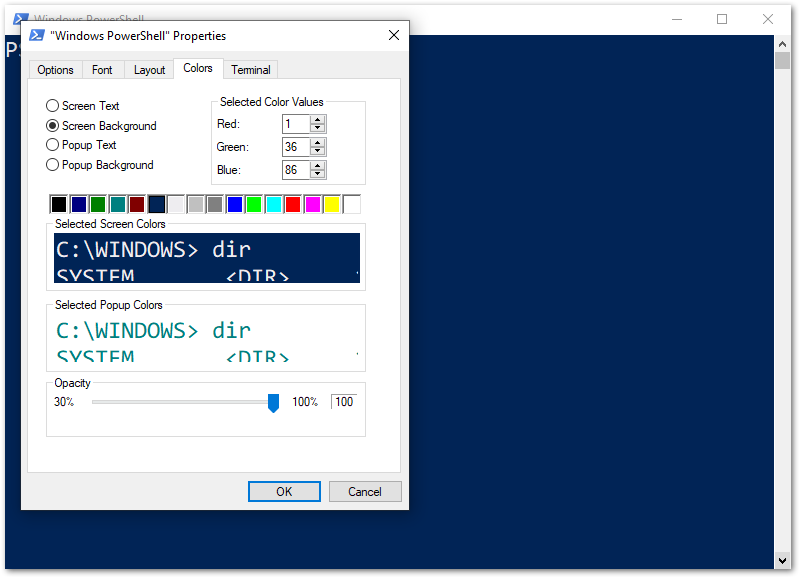 Windows PowerShell
"Windows PowerShell" Properties
Options Font Layout Colors Terminal
Screen Text
Screen Background
Popup Text
Popup Background
Selected Color Values
Red: 1
Green: 36
Blue: 86
Selected Screen Colors
C:\WINDOWS> dir
SYSTEM <DIR>
Selected Popup Colors
C:\WINDOWS> dir
SYSTEM <DIR>
Opacity
30% 100% 100
OK Cancel